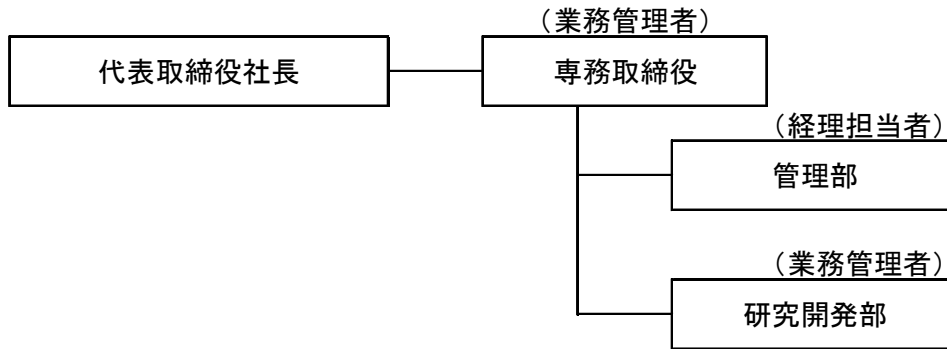 （業務管理者）
代表取締役社長
専務取締役
（経理担当者）
管理部
（業務管理者）
研究開発部